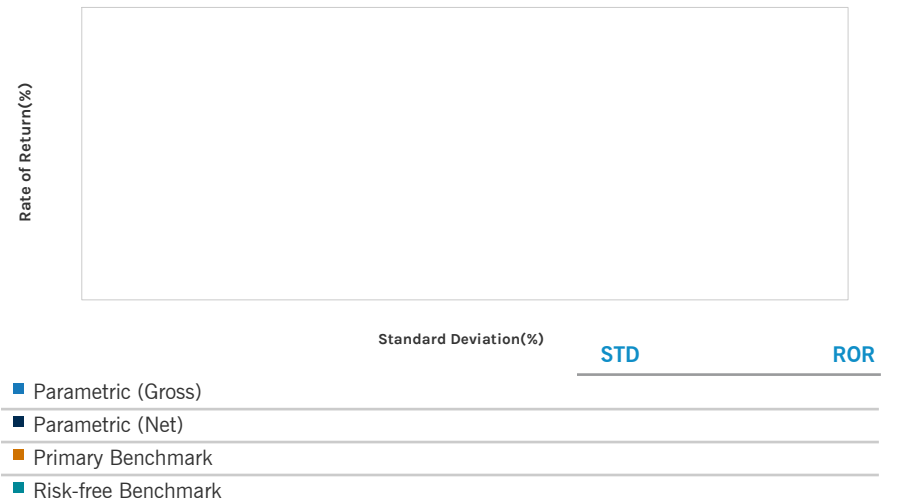 Rate of Return(%)
Standard Deviation(%)
STD ROR
Parametric (Gross)
Parametric (Net)
Primary Benchmark
Risk-free Benchmark